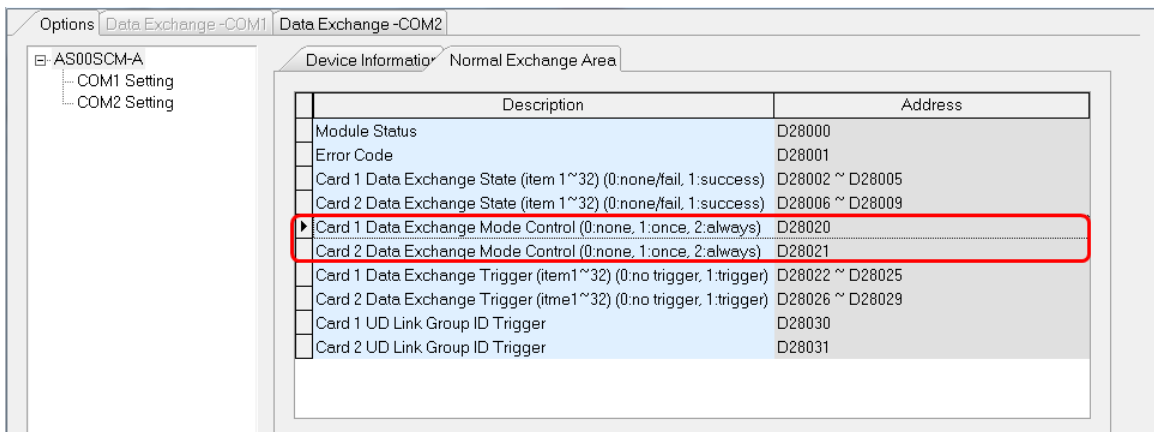 Options Data Exchange -COM1 Data Exchange -COM2
AS00SCM-A
COM1 Setting
COM2 Setting
Device Information Normal Exchange Area
Description Address
Module Status D28000
Error Code D28001
Card 1 Data Exchange State (item 1~32) (0:none/fail, 1:success) D28002 ~ D28005
Card 2 Data Exchange State (item 1~32) (0:none/fail, 1:success) D28006 ~ D28009
Card 1 Data Exchange Mode Control (0:none, 1:once, 2:always) D28020
Card 2 Data Exchange Mode Control (0:none, 1:once, 2:always) D28021
Card 1 Data Exchange Trigger (item1~32) (0:no trigger, 1:trigger) D28022 ~ D28025
Card 2 Data Exchange Trigger (itme1~32) (0:no trigger, 1:trigger) D28026 ~ D28029
Card 1 UD Link Group ID Trigger D28030
Card 2 UD Link Group ID Trigger D28031